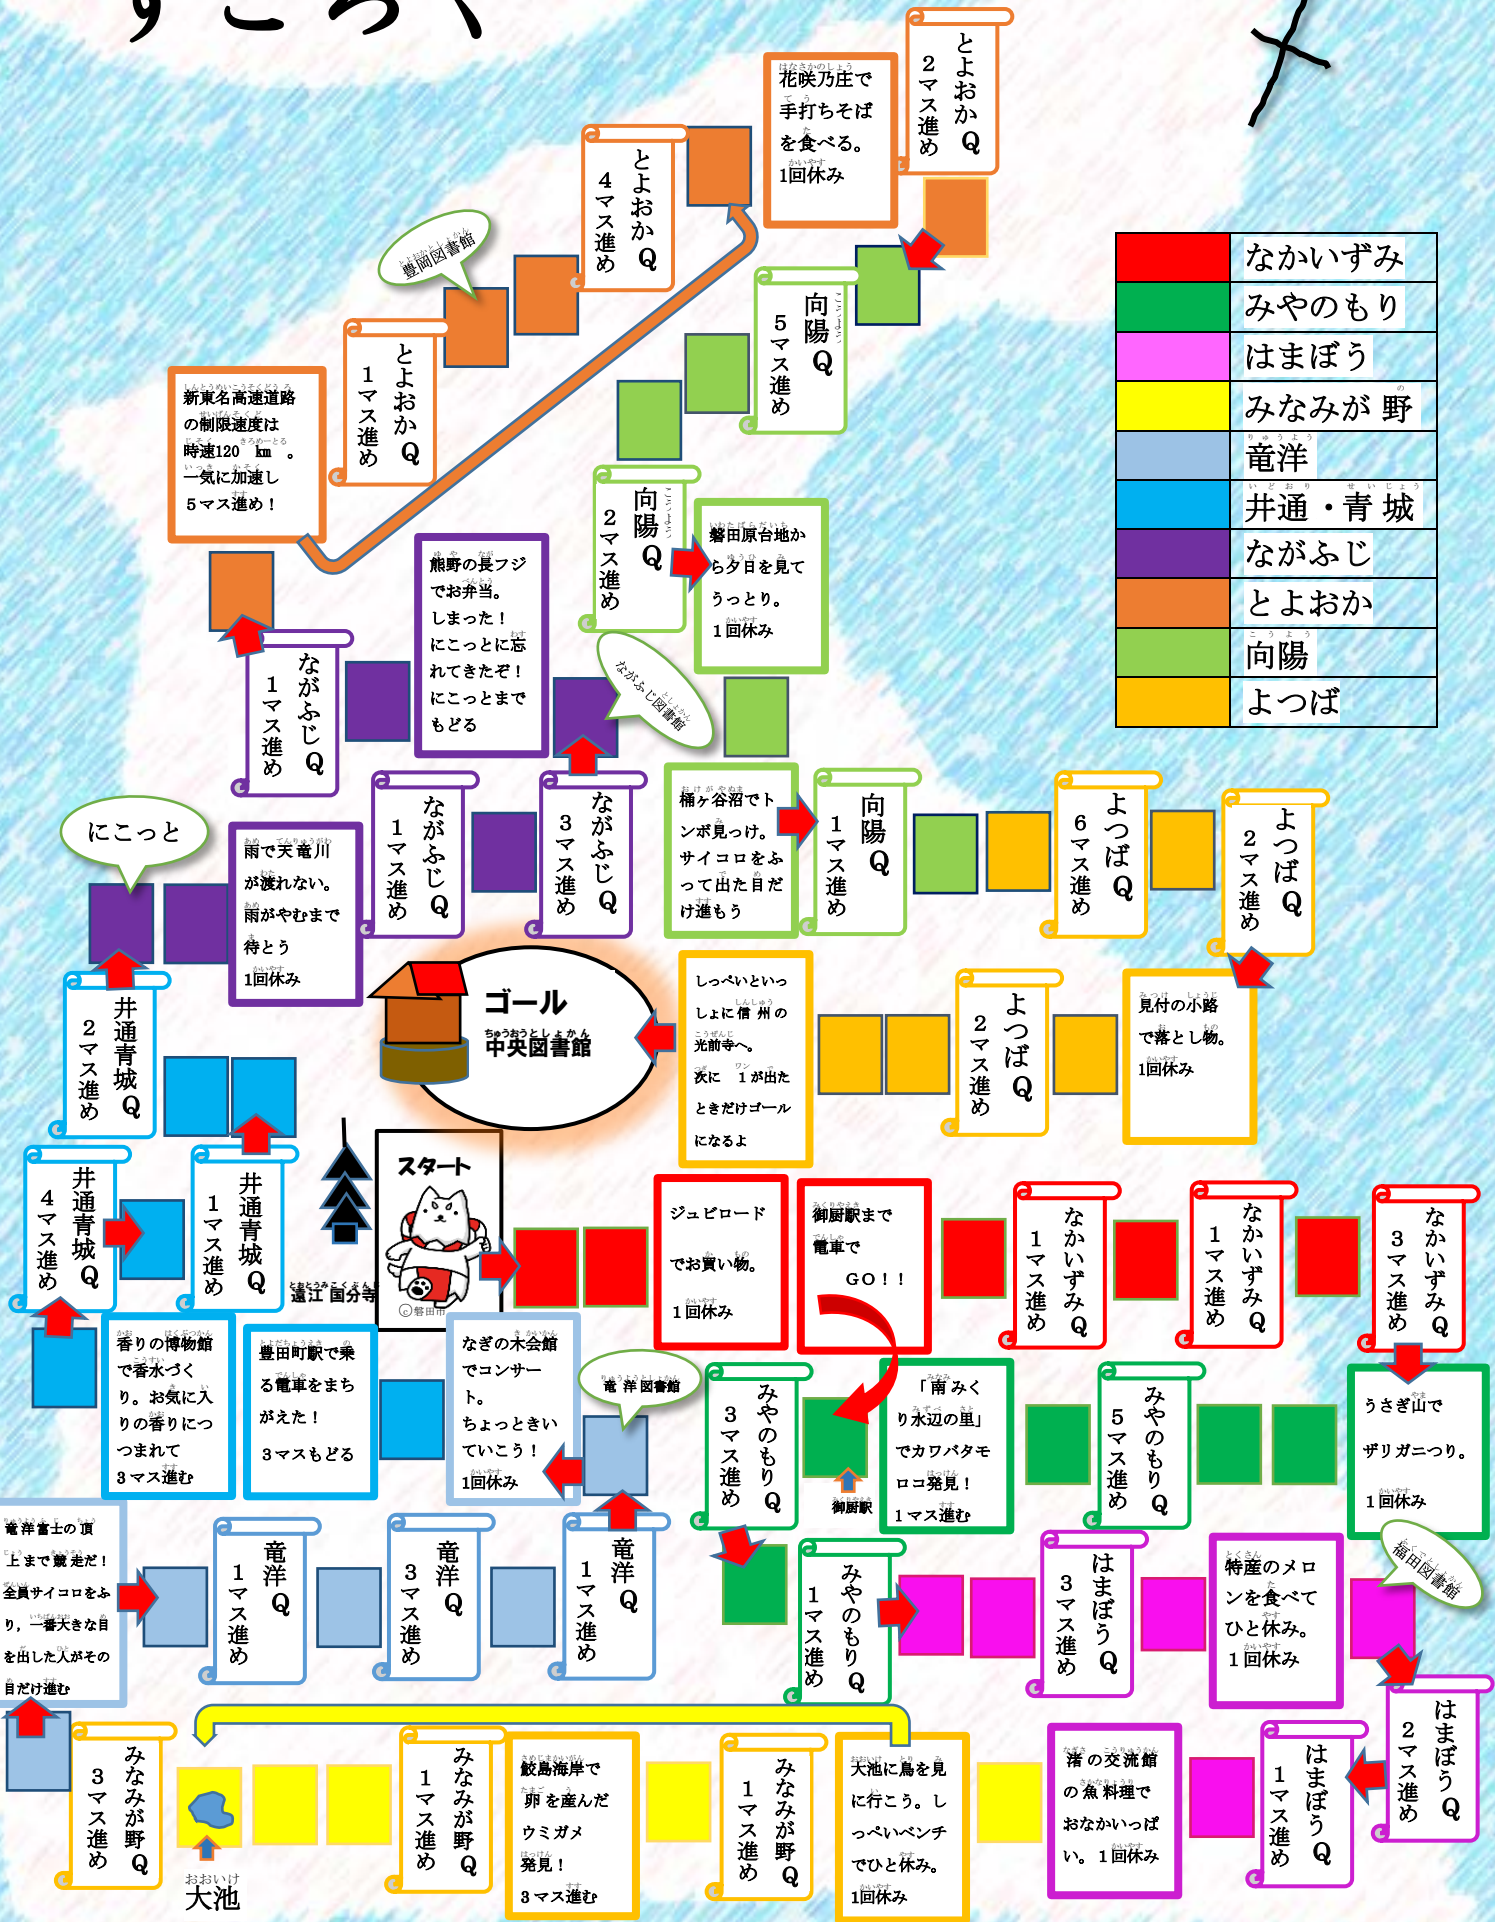 すごろく
とよおかQ
2マス進め
花咲乃庄で
手打ちそば
を食べる。
1回休み
とよおかQ
4マス進め
豊岡図書館
とよおかQ
1マス進め
新東名高速道路
の制限速度は
時速120 km 。
一気に加速し
5マス進め！
向陽Q
5マス進め
向陽Q
2マス進め
磐田原台地か
ら夕日を見て
うっとり。
1回休み
なかいずみ
みやのもり
はまぼう
みなみが野
竜洋
井通・青城
ながふじ
とよおか
向陽
よつば
熊野の長フジ
でお弁当。
しまった！
にこっとに忘
れてきたぞ！
にこっとまで
もどる
ながふじ図書館
ながふじQ
1マス進め
ながふじQ
1マス進め
ながふじQ
3マス進め
にこっと
雨で天竜川
が渡れない。
雨がやむまで
待とう
1回休み
桶ヶ谷沼でト
ンボ見っけ。
サイコロをふ
って出た目だ
け進もう
向陽Q
1マス進め
よつばQ
6マス進め
よつばQ
2マス進め
見付の小路
で落とし物。
1回休み
よつばQ
2マス進め
しっぺいといっ
しょに信州の
光前寺へ。
次に 1が出た
ときだけゴール
になるよ
ゴール
中央図書館
井通青城Q
2マス進め
井通青城Q
4マス進め
井通青城Q
1マス進め
遠江国分寺
スタート
©磐田市
ジュビロード
でお買い物。
1回休み
御厨駅まで
電車で
GO！！
なかいずみQ
1マス進め
なかいずみQ
1マス進め
なかいずみQ
3マス進め
香りの博物館
で香水づく
り。お気に入
りの香りにつ
つまれて
3マス進む
豊田町駅で乗
る電車をまち
がえた！
3マスもどる
なぎの木会館
でコンサー
ト。
ちょっときい
ていこう！
1回休み
竜洋図書館
みやのもりQ
3マス進め
御厨駅
「南みく
り水辺の里」
でカワバタモ
ロコ発見！
1マス進む
みやのもりQ
5マス進め
うさぎ山で
ザリガニつり。
1回休み
竜洋富士の頂
上まで競走だ！
全員サイコロをふ
り，一番大きな目
を出した人がその
目だけ進む
竜洋Q
1マス進め
竜洋Q
3マス進め
竜洋Q
1マス進め
みやのもりQ
1マス進め
はまぼうQ
3マス進め
特産のメロ
ンを食べて
ひと休み。
1回休み
福田図書館
はまぼうQ
2マス進め
はまぼうQ
1マス進め
渚の交流館
の魚料理で
おなかいっぱ
い。1回休み
大池に鳥を見
に行こう。し
っぺいベンチ
でひと休み。
1回休み
みなみが野Q
1マス進め
鮫島海岸で
卵を産んだ
ウミガメ
発見！
3マス進む
みなみが野Q
1マス進め
大池
みなみが野Q
3マス進め